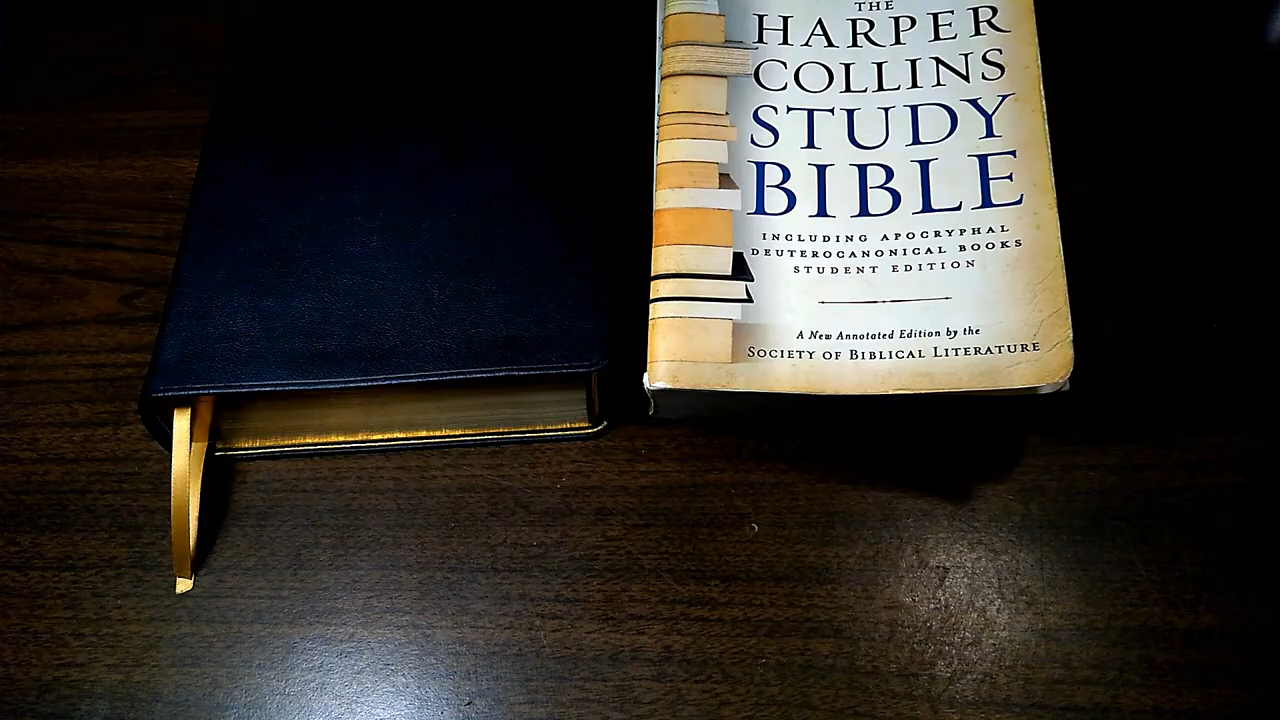 THE
HARPER
COLLINS
STUDY
BIBLE
INCLUDING APOCRYPHAL
DEUTEROCANONICAL BOOKS
STUDENT EDITION
A New Annotated Edition by the
SOCIETY OF BIBLICAL LITERATURE